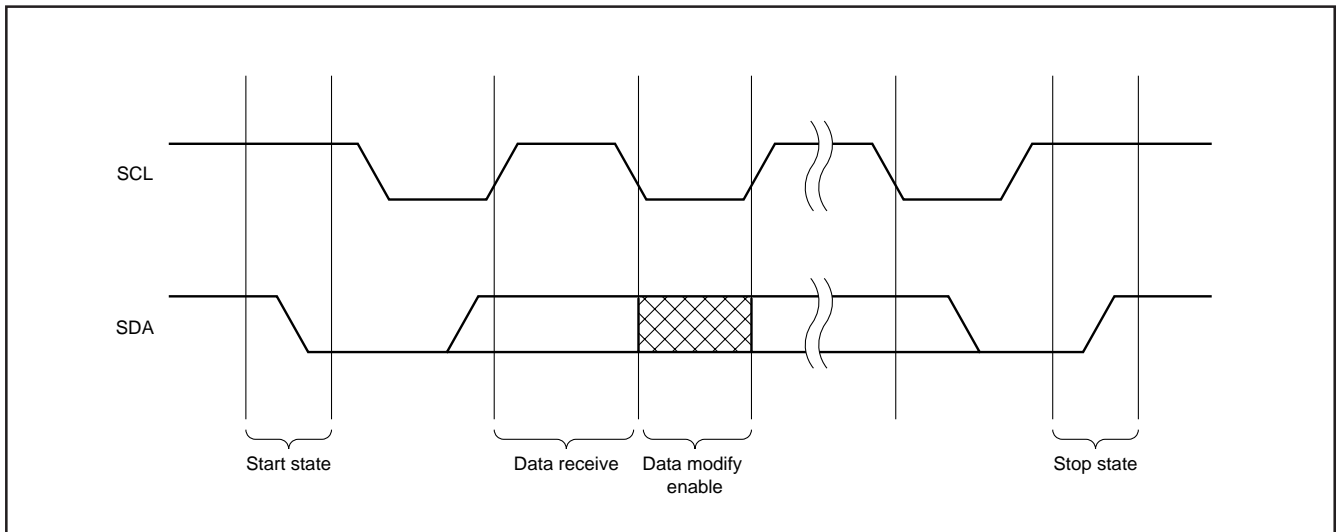 SCL
SDA
Start state
Data receive
Data modify
enable
Stop state